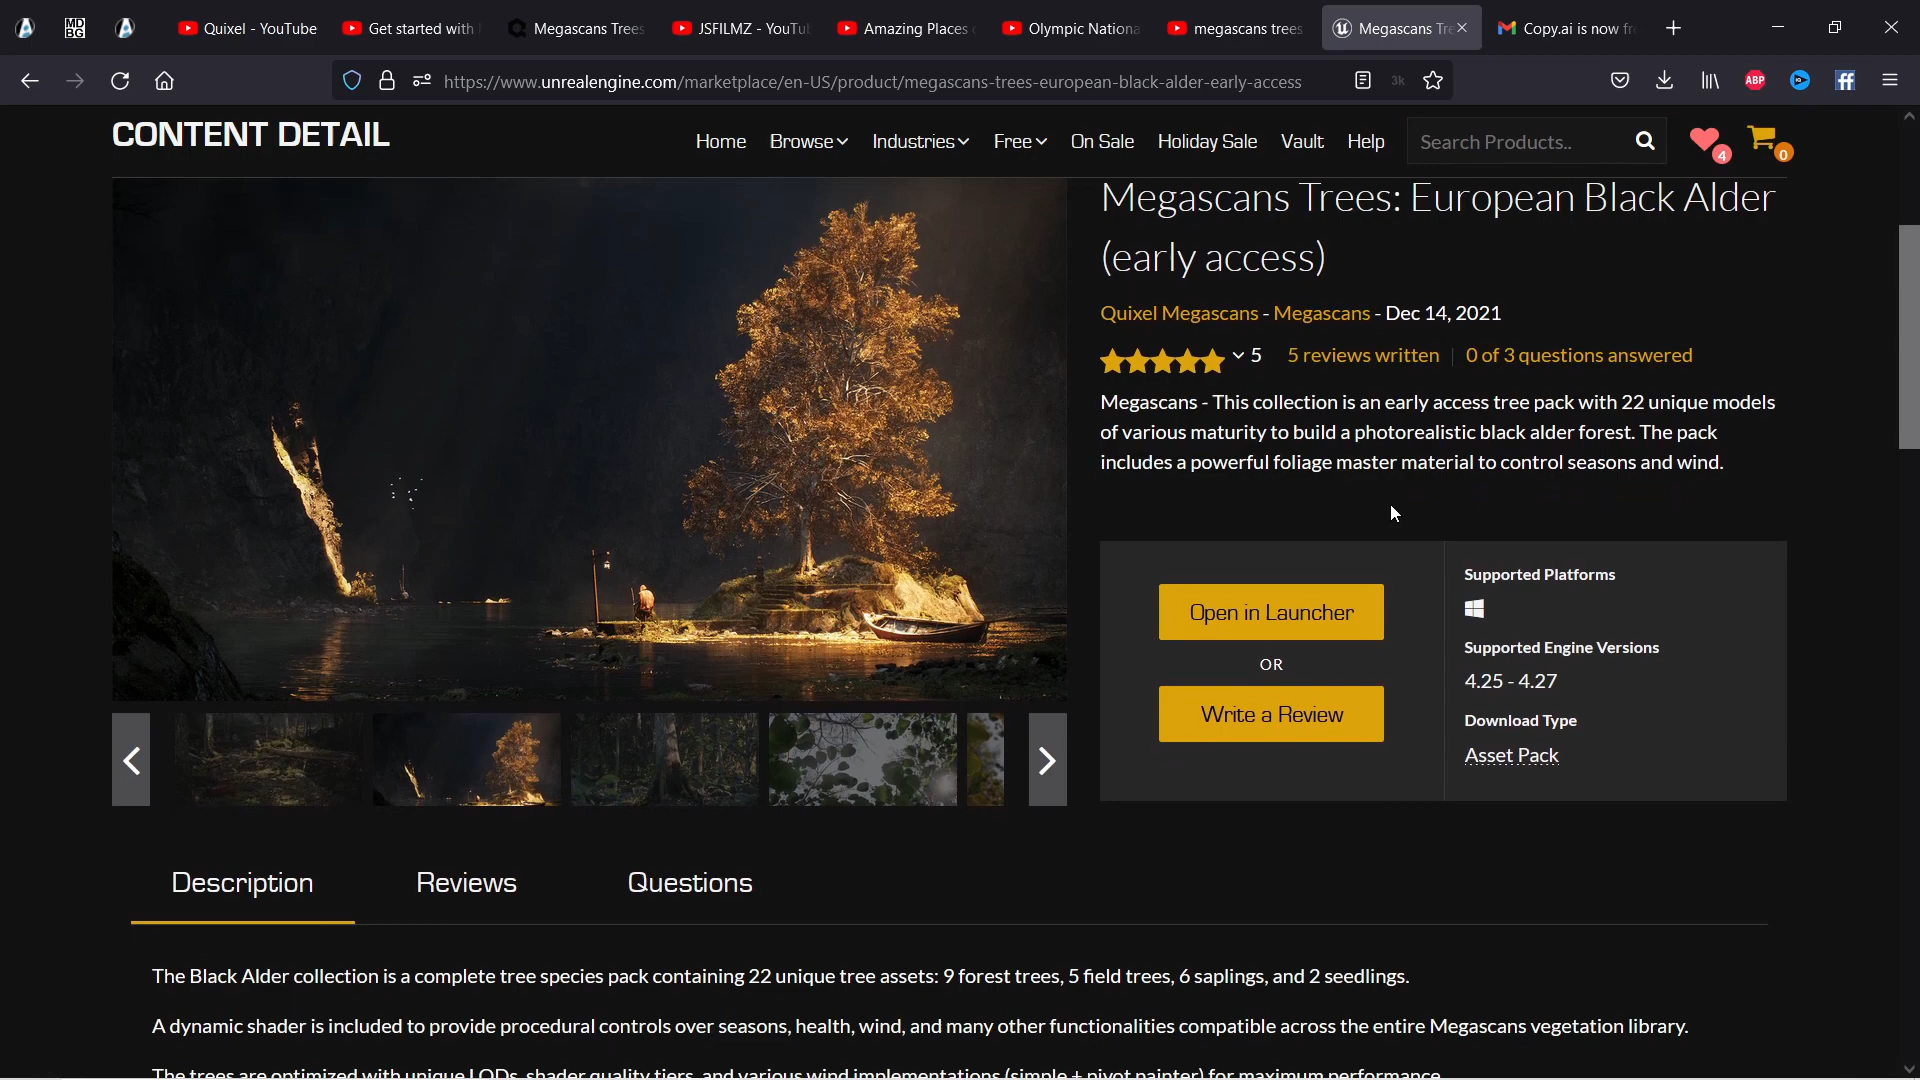 MD
BG
Quixel - YouTube
Get started with
Megascans Trees
JSFILMZ - YouTu
Amazing Places
Olympic Nationa
megascans trees
Megascans Tre
Copy.ai is now fr
https://www.unrealengine.com/marketplace/en-US/product/megascans-trees-european-black-alder-early-access
3k
ABP
CONTENT DETAIL
Home
Browse
Industries
Free
On Sale
Holiday Sale
Vault
Help
Search Products..
4
0
Megascans Trees: European Black Alder
(early access)
Quixel Megascans - Megascans - Dec 14, 2021
5 5 reviews written 0 of 3 questions answered
Megascans - This collection is an early access tree pack with 22 unique models
of various maturity to build a photorealistic black alder forest. The pack
includes a powerful foliage master material to control seasons and wind.
Open in Launcher
OR
Write a Review
Supported Platforms
Supported Engine Versions
4.25 - 4.27
Download Type
Asset Pack
Description
Reviews
Questions
The Black Alder collection is a complete tree species pack containing 22 unique tree assets: 9 forest trees, 5 field trees, 6 saplings, and 2 seedlings.
A dynamic shader is included to provide procedural controls over seasons, health, wind, and many other functionalities compatible across the entire Megascans vegetation library.
The trees are optimized with unique LODs, shader quality tiers, and various wind implementations (simple + pivot painter) for maximum performance.